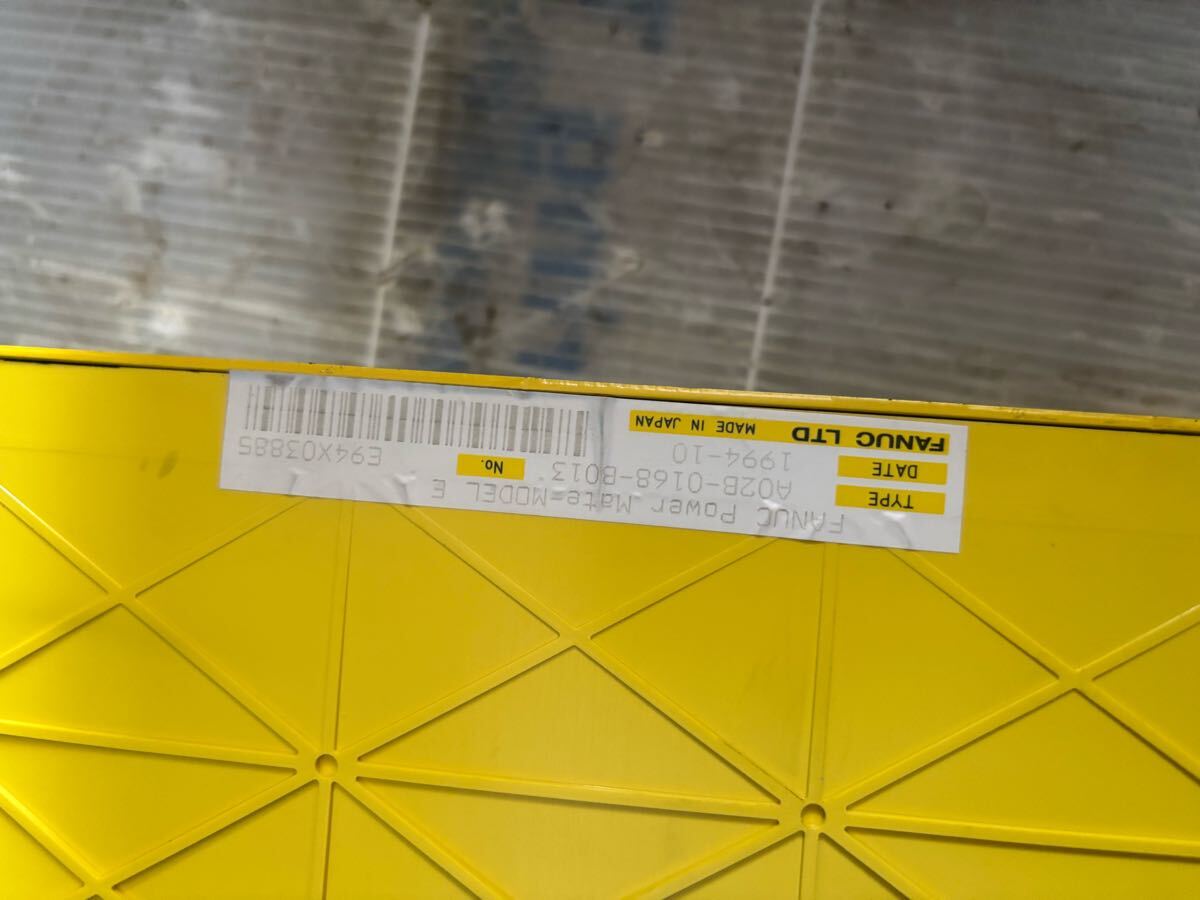 FANUC Power Mate-MODEL E
TYPE A02B-0168-B013
DATE 1994-10 No. E94X03885
FANUC LTD MADE IN JAPAN